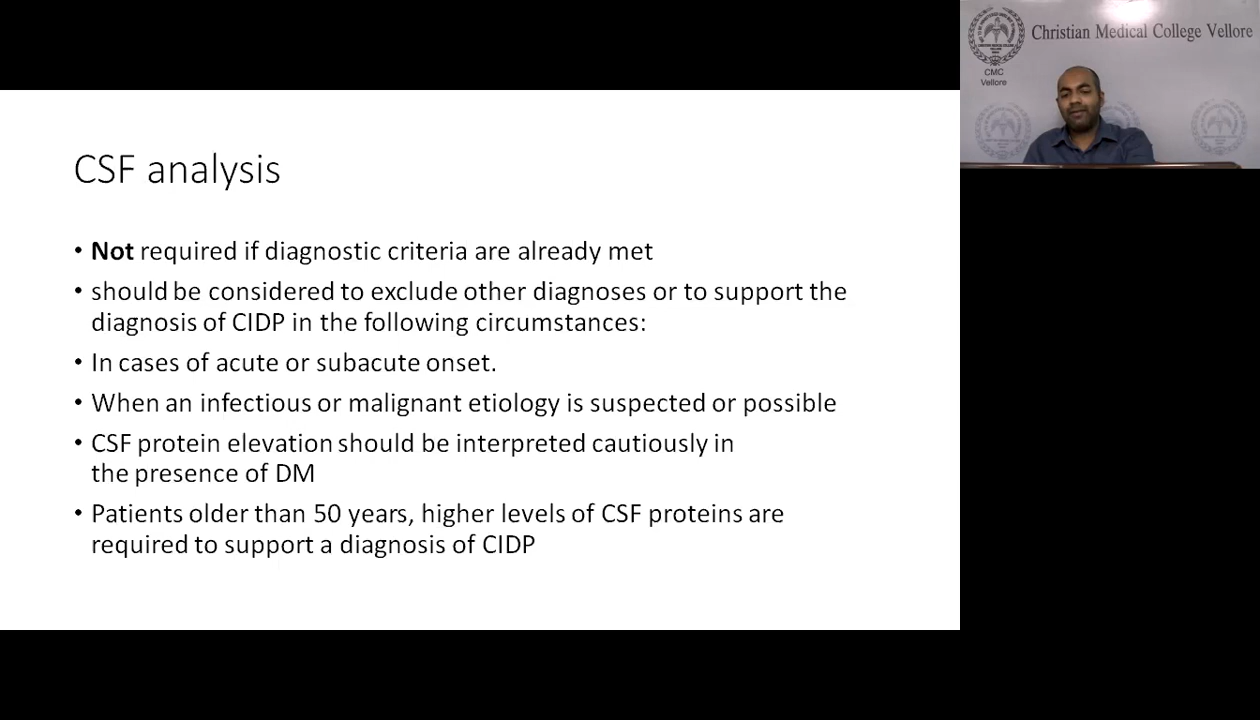 CSF analysis
• Not required if diagnostic criteria are already met
• should be considered to exclude other diagnoses or to support the
diagnosis of CIDP in the following circumstances:
• In cases of acute or subacute onset.
• When an infectious or malignant etiology is suspected or possible
• CSF protein elevation should be interpreted cautiously in
the presence of DM
• Patients older than 50 years, higher levels of CSF proteins are
required to support a diagnosis of CIDP
Christian Medical College Vellore
CMC
Vellore